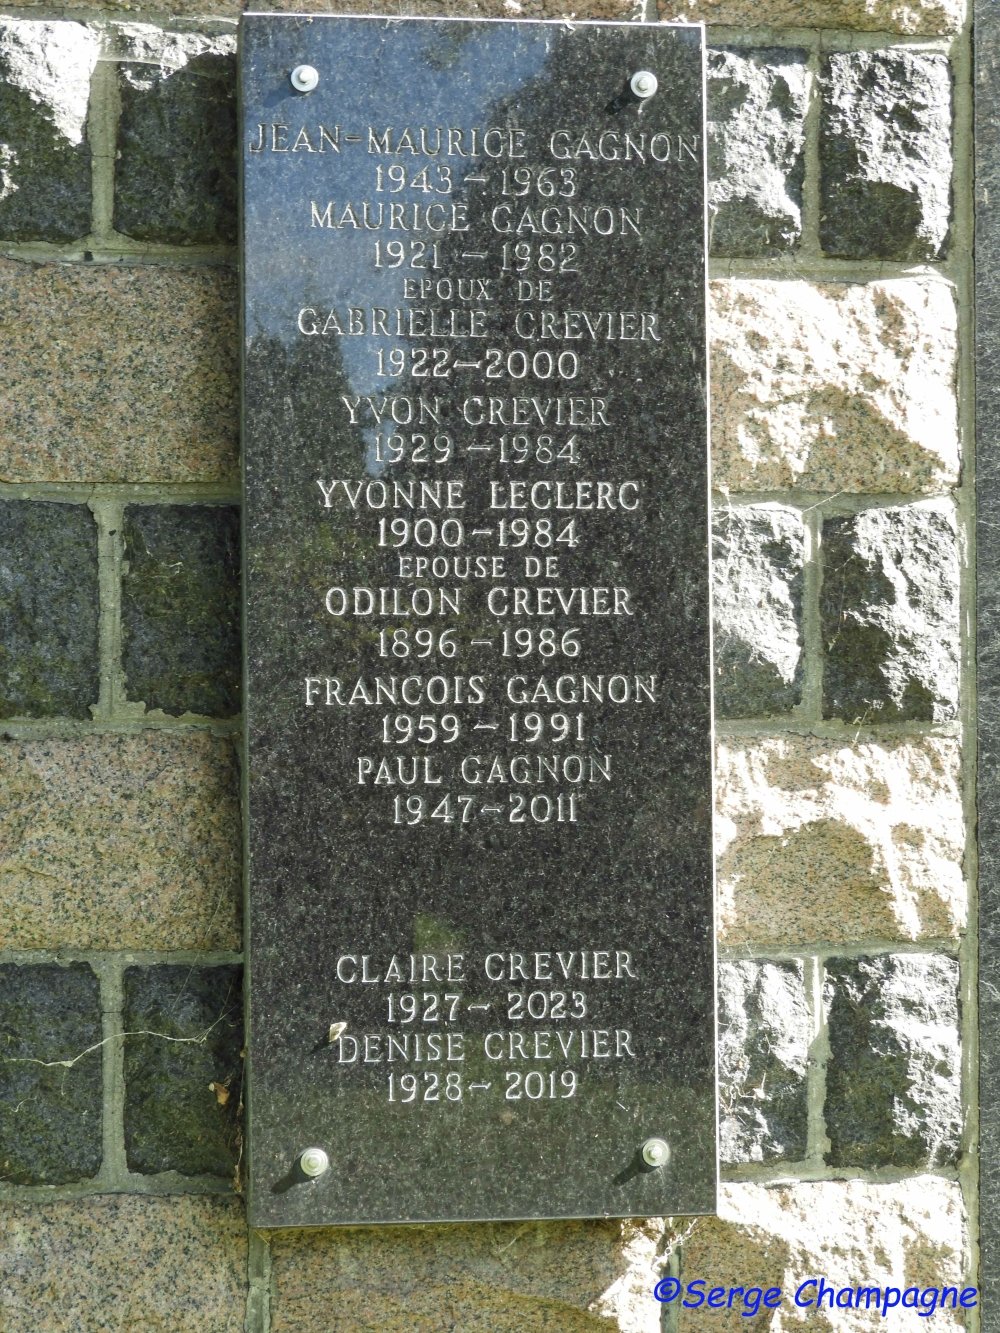 JEAN-MAURICE GAGNON
1943-1963
MAURICE GAGNON
1921-1982
EPOUX DE
GABRIELLE CREVIER
1922-2000
YVON CREVIER
1929-1984
YVONNE LECLERC
1900-1984
EPOUSE DE
ODILON CREVIER
1896-1986
FRANCOIS GAGNON
1959-1991
PAUL GAGNON
1947-2011
CLAIRE CREVIER
1927-2023
DENISE CREVIER
1928-2019
©Serge Champagne